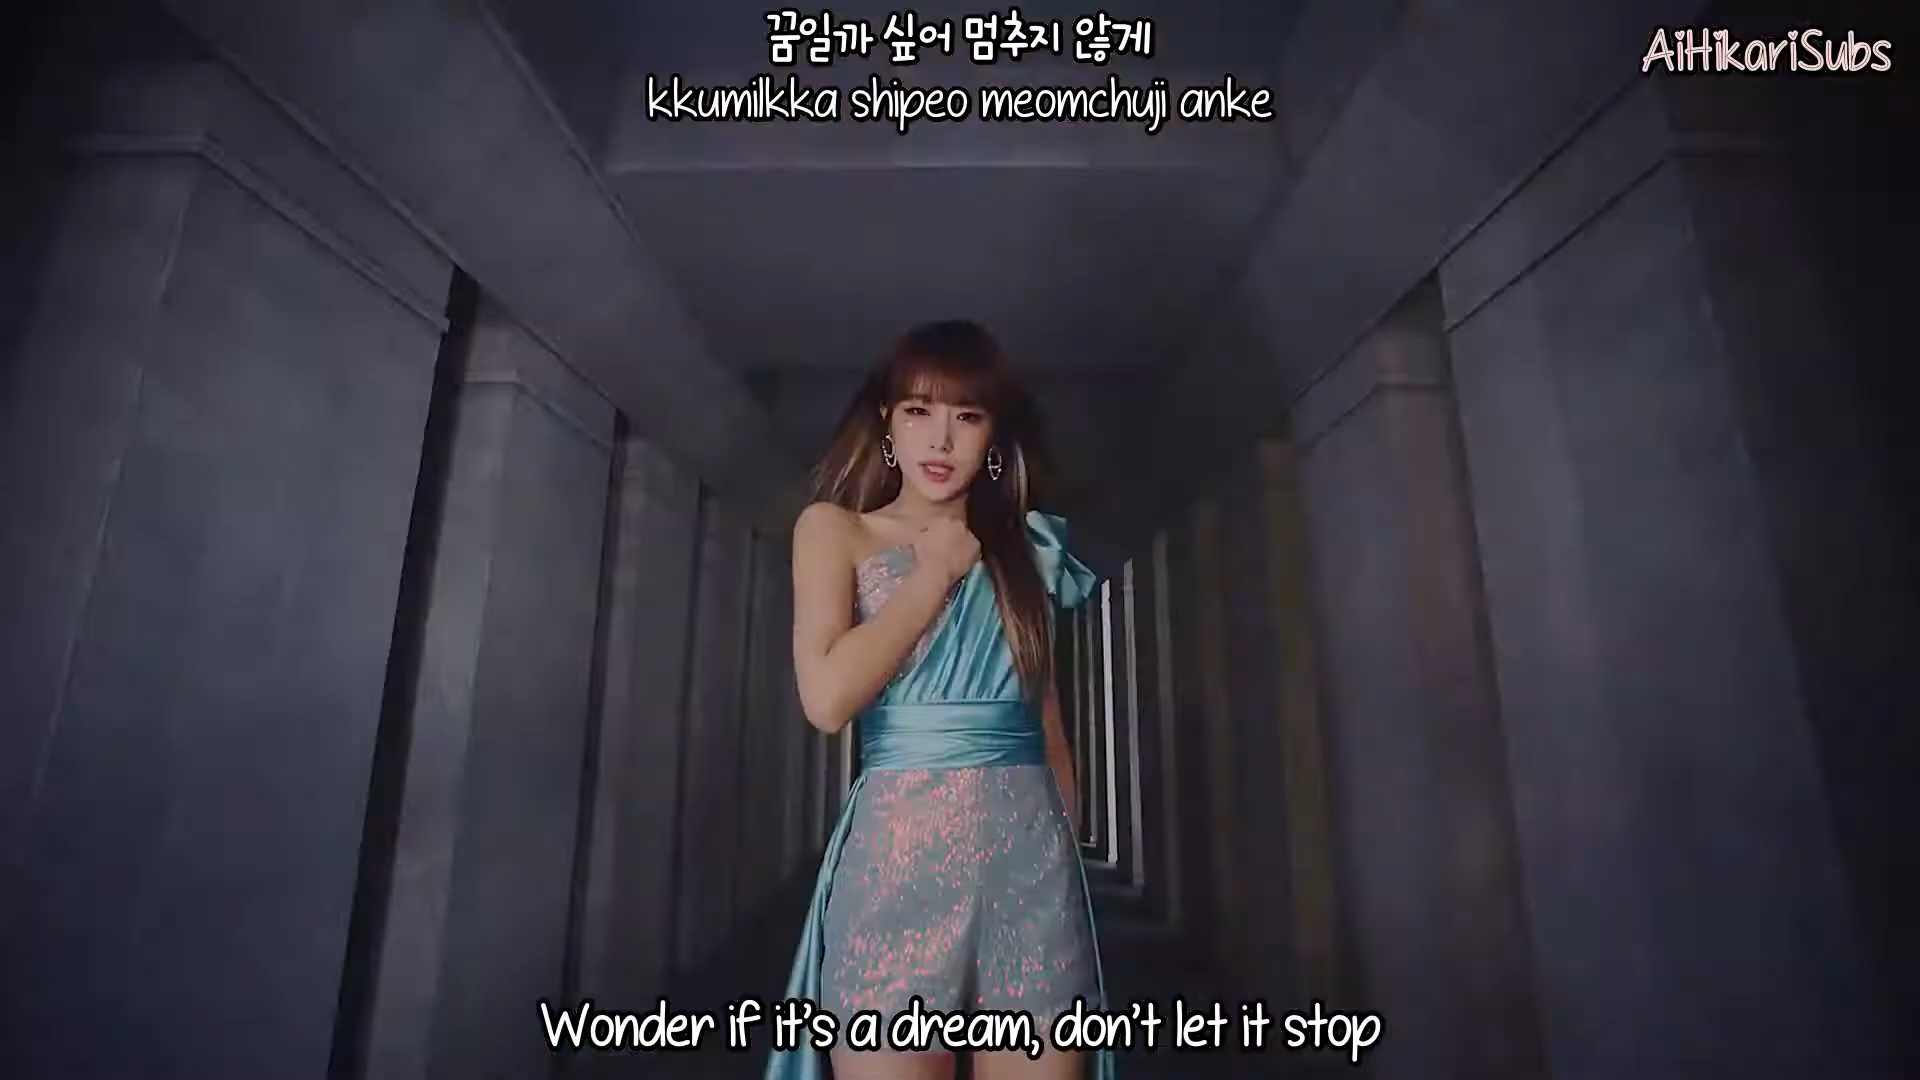 꿈일까 싶어 멈추지 않게
AiHikariSubs
kkumilkka shipeo meomchuji anke
Wonder if it's a dream, don't let it stop